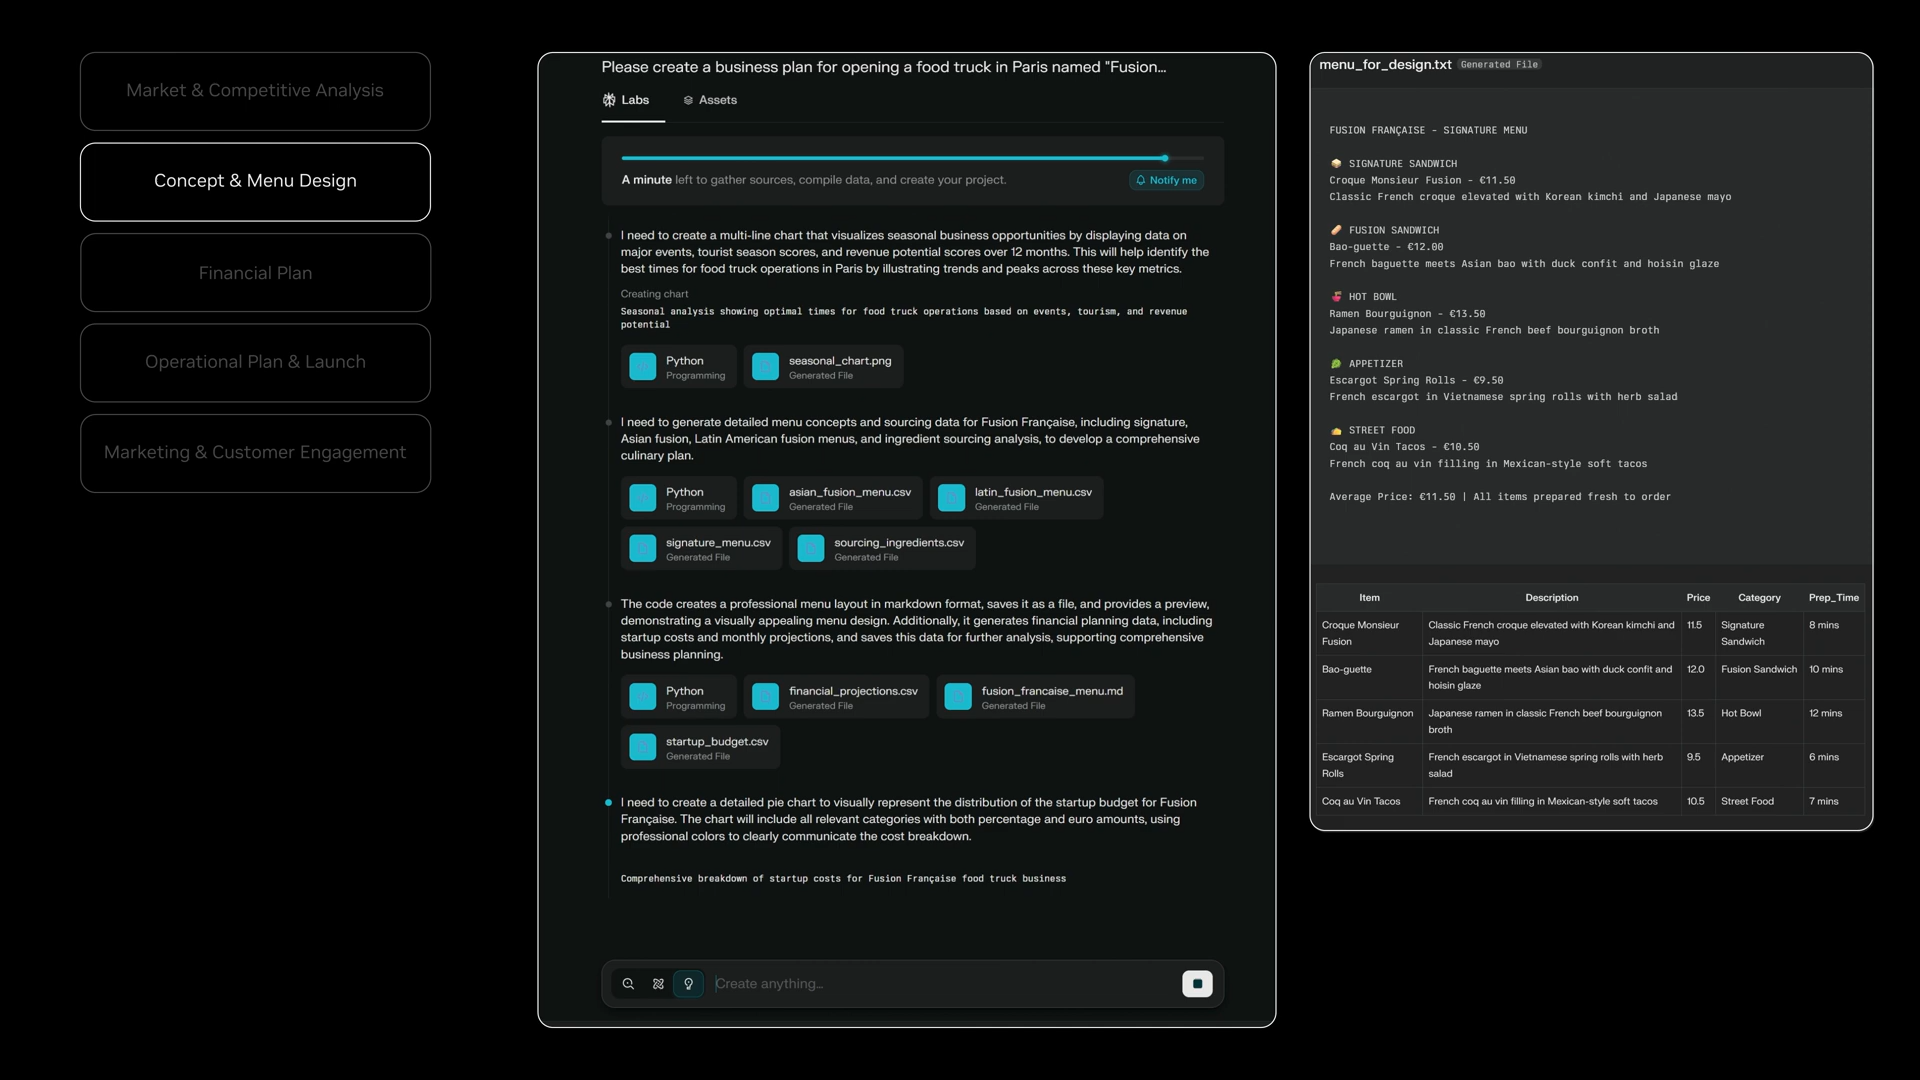 Market & Competitive Analysis
Concept & Menu Design
Financial Plan
Operational Plan & Launch
Marketing & Customer Engagement
Please create a business plan for opening a food truck in Paris named "Fusion...
Labs
Assets
A minute left to gather sources, compile data, and create your project.
Notify me
I need to create a multi-line chart that visualizes seasonal business opportunities by displaying data on
major events, tourist season scores, and revenue potential scores over 12 months. This will help identify the
best times for food truck operations in Paris by illustrating trends and peaks across these key metrics.
Creating chart
Seasonal analysis showing optimal times for food truck operations based on events, tourism, and revenue
potential
Python
Programming
seasonal_chart.png
Generated File
I need to generate detailed menu concepts and sourcing data for Fusion Française, including signature,
Asian fusion, Latin American fusion menus, and ingredient sourcing analysis, to develop a comprehensive
culinary plan.
Python
Programming
asian_fusion_menu.csv
Generated File
latin_fusion_menu.csv
Generated File
signature_menu.csv
Generated File
sourcing_ingredients.csv
Generated File
The code creates a professional menu layout in markdown format, saves it as a file, and provides a preview,
demonstrating a visually appealing menu design. Additionally, it generates financial planning data, including
startup costs and monthly projections, and saves this data for further analysis, supporting comprehensive
business planning.
Python
Programming
financial_projections.csv
Generated File
fusion_francaise_menu.md
Generated File
startup_budget.csv
Generated File
I need to create a detailed pie chart to visually represent the distribution of the startup budget for Fusion
Française. The chart will include all relevant categories with both percentage and euro amounts, using
professional colors to clearly communicate the cost breakdown.
Comprehensive breakdown of startup costs for Fusion Française food truck business
Create anything...
menu_for_design.txt Generated File
FUSION FRANÇAISE - SIGNATURE MENU
SIGNATURE SANDWICH
Croque Monsieur Fusion - €11.50
Classic French croque elevated with Korean kimchi and Japanese mayo
FUSION SANDWICH
Bao-guette - €12.00
French baguette meets Asian bao with duck confit and hoisin glaze
HOT BOWL
Ramen Bourguignon - €13.50
Japanese ramen in classic French beef bourguignon broth
APPETIZER
Escargot Spring Rolls - €9.50
French escargot in Vietnamese spring rolls with herb salad
STREET FOOD
Coq au Vin Tacos - €10.50
French coq au vin filling in Mexican-style soft tacos
Average Price: €11.50 | All items prepared fresh to order
Item Description Price Category Prep_Time
Croque Monsieur Classic French croque elevated with Korean kimchi and 11.5 Signature 8 mins
Fusion Japanese mayo Sandwich
Bao-guette French baguette meets Asian bao with duck confit and 12.0 Fusion Sandwich 10 mins
hoisin glaze
Ramen Bourguignon Japanese ramen in classic French beef bourguignon 13.5 Hot Bowl 12 mins
broth
Escargot Spring French escargot in Vietnamese spring rolls with herb 9.5 Appetizer 6 mins
Rolls salad
Coq au Vin Tacos French coq au vin filling in Mexican-style soft tacos 10.5 Street Food 7 mins